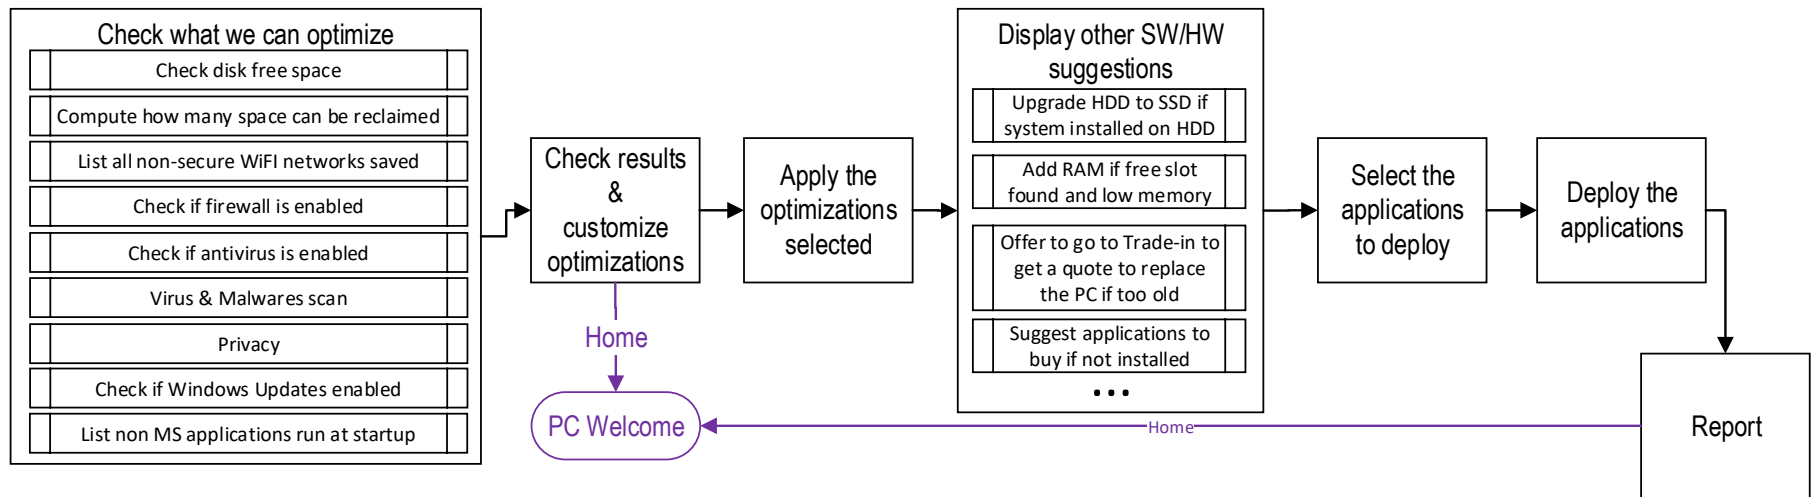 Check what we can optimize
Check disk free space
Compute how many space can be reclaimed
List all non-secure WiFI networks saved
Check if firewall is enabled
Check if antivirus is enabled
Virus & Malwares scan
Privacy
Check if Windows Updates enabled
List non MS applications run at startup
Check results
&
customize
optimizations
Home
PC Welcome
Apply the
optimizations
selected
Display other SW/HW
suggestions
Upgrade HDD to SSD if
system installed on HDD
Add RAM if free slot
found and low memory
Offer to go to Trade-in to
get a quote to replace
the PC if too old
Suggest applications to
buy if not installed
...
Select the
applications
to deploy
Deploy the
applications
Report
Home